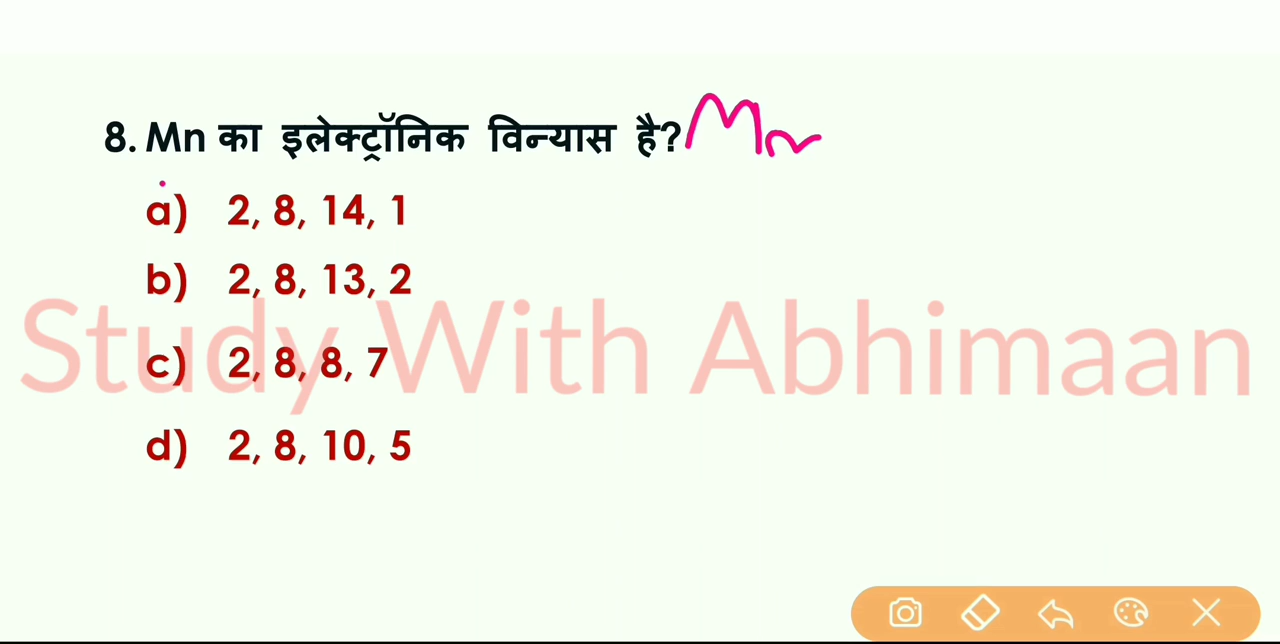 8. Mn का इलेक्ट्रॉनिक विन्यास है? Mn
a) 2, 8, 14, 1
b) 2, 8, 13, 2
Study With Abhimaan
c) 2, 8, 8, 7
d) 2, 8, 10, 5